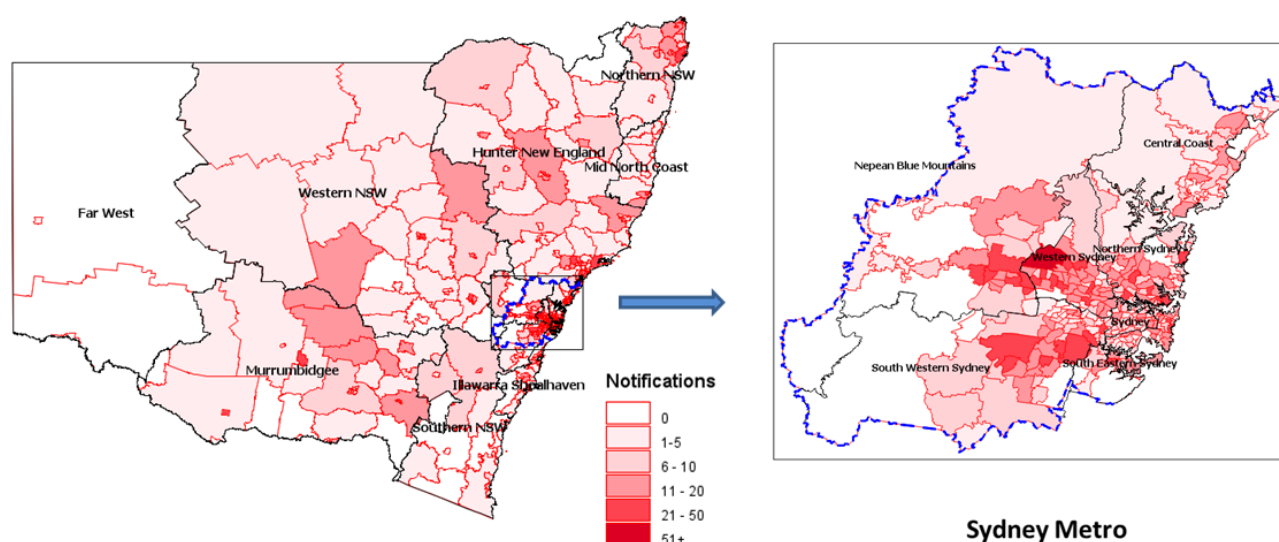 Northern NSW
Hunter New England
Mid North Coast
Western NSW
Far West
Murrumbidgee
Illawarra Shoalhaven
Southern NSW
Notifications
0
1-5
6 - 10
11 - 20
21 - 50
51+
Central Coast
Nepean Blue Mountains
Northern Sydney
Western Sydney
Sydney
South Western Sydney
South Eastern Sydney
Sydney Metro